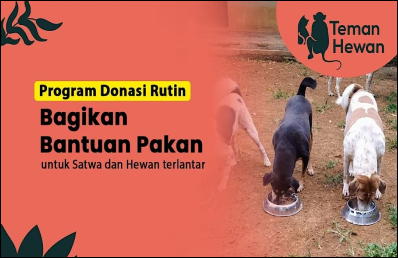 Teman
Hewan
Program Donasi Rutin
Bagikan
Bantuan Pakan
untuk Satwa dan Hewan terlantar